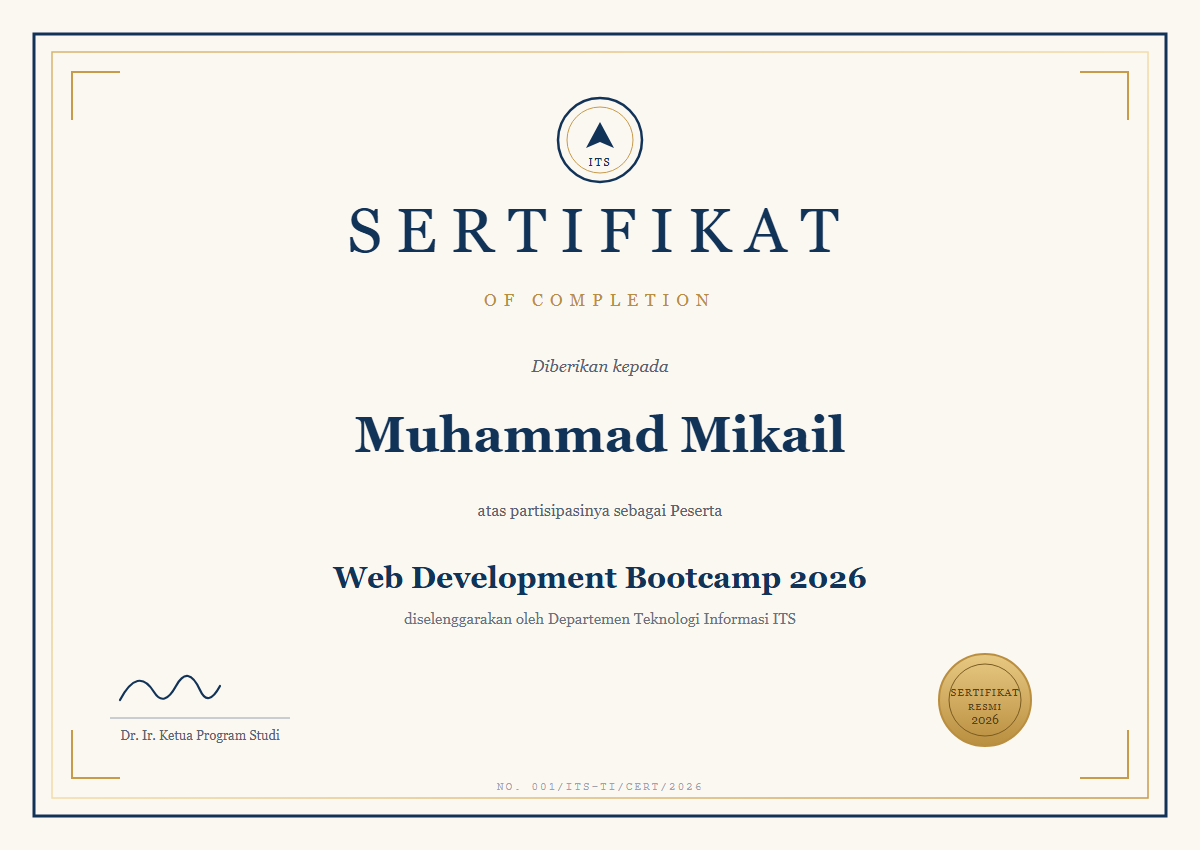 ITS
SERTIFIKAT
OF COMPLETION
Diberikan kepada
Muhammad Mikail
atas partisipasinya sebagai Peserta
Web Development Bootcamp 2026
diselenggarakan oleh Departemen Teknologi Informasi ITS
Dr. Ir. Ketua Program Studi
SERTIFIKAT
RESMI
2026
NO. 001/ITS-TI/CERT/2026